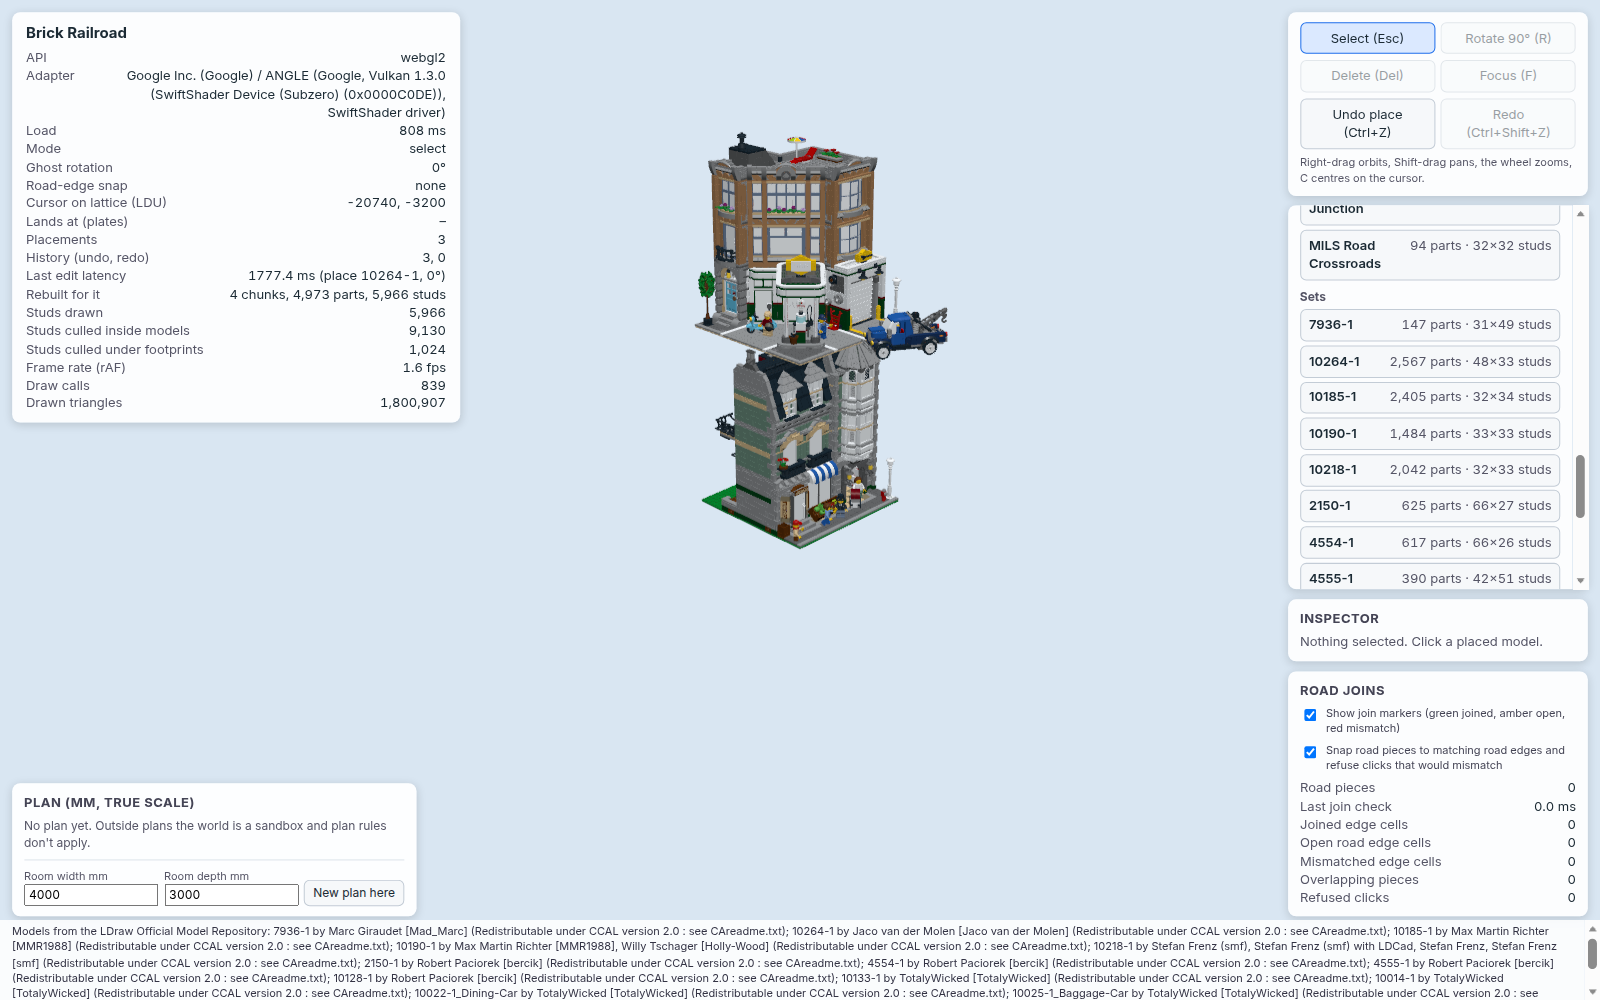 Brick Railroad
API webgl2
Adapter Google Inc. (Google) / ANGLE (Google, Vulkan 1.3.0
(SwiftShader Device (Subzero) (0x0000C0DE)),
SwiftShader driver)
Load 808 ms
Mode select
Ghost rotation 0°
Road-edge snap none
Cursor on lattice (LDU) -20740, -3200
Lands at (plates) –
Placements 3
History (undo, redo) 3, 0
Last edit latency 1777.4 ms (place 10264-1, 0°)
Rebuilt for it 4 chunks, 4,973 parts, 5,966 studs
Studs drawn 5,966
Studs culled inside models 9,130
Studs culled under footprints 1,024
Frame rate (rAF) 1.6 fps
Draw calls 839
Drawn triangles 1,800,907
Select (Esc) Rotate 90° (R)
Delete (Del) Focus (F)
Undo place Redo
(Ctrl+Z) (Ctrl+Shift+Z)
Right-drag orbits, Shift-drag pans, the wheel zooms,
C centres on the cursor.
Junction
MILS Road 94 parts · 32×32 studs
Crossroads
Sets
7936-1 147 parts · 31×49 studs
10264-1 2,567 parts · 48×33 studs
10185-1 2,405 parts · 32×34 studs
10190-1 1,484 parts · 33×33 studs
10218-1 2,042 parts · 32×33 studs
2150-1 625 parts · 66×27 studs
4554-1 617 parts · 66×26 studs
4555-1 390 parts · 42×51 studs
INSPECTOR
Nothing selected. Click a placed model.
ROAD JOINS
Show join markers (green joined, amber open,
red mismatch)
Snap road pieces to matching road edges and
refuse clicks that would mismatch
Road pieces 0
Last join check 0.0 ms
Joined edge cells 0
Open road edge cells 0
Mismatched edge cells 0
Overlapping pieces 0
Refused clicks 0
PLAN (MM, TRUE SCALE)
No plan yet. Outside plans the world is a sandbox and plan rules
don't apply.
Room width mm Room depth mm
4000 3000 New plan here
Models from the LDraw Official Model Repository: 7936-1 by Marc Giraudet [Mad_Marc] (Redistributable under CCAL version 2.0 : see CAreadme.txt); 10264-1 by Jaco van der Molen [Jaco van der Molen] (Redistributable under CCAL version 2.0 : see CAreadme.txt); 10185-1 by Max Martin Richter
[MMR1988] (Redistributable under CCAL version 2.0 : see CAreadme.txt); 10190-1 by Max Martin Richter [MMR1988], Willy Tschager [Holly-Wood] (Redistributable under CCAL version 2.0 : see CAreadme.txt); 10218-1 by Stefan Frenz (smf), Stefan Frenz (smf) with LDCad, Stefan Frenz, Stefan Frenz
[smf] (Redistributable under CCAL version 2.0 : see CAreadme.txt); 2150-1 by Robert Paciorek [bercik] (Redistributable under CCAL version 2.0 : see CAreadme.txt); 4554-1 by Robert Paciorek [bercik] (Redistributable under CCAL version 2.0 : see CAreadme.txt); 4555-1 by Robert Paciorek [bercik]
(Redistributable under CCAL version 2.0 : see CAreadme.txt); 10128-1 by Robert Paciorek [bercik] (Redistributable under CCAL version 2.0 : see CAreadme.txt); 10133-1 by TotalyWicked [TotalyWicked] (Redistributable under CCAL version 2.0 : see CAreadme.txt); 10014-1 by TotalyWicked
[TotalyWicked] (Redistributable under CCAL version 2.0 : see CAreadme.txt); 10022-1_Dining-Car by TotalyWicked [TotalyWicked] (Redistributable under CCAL version 2.0 : see CAreadme.txt); 10025-1_Baggage-Car by TotalyWicked [TotalyWicked] (Redistributable under CCAL version 2.0 : see